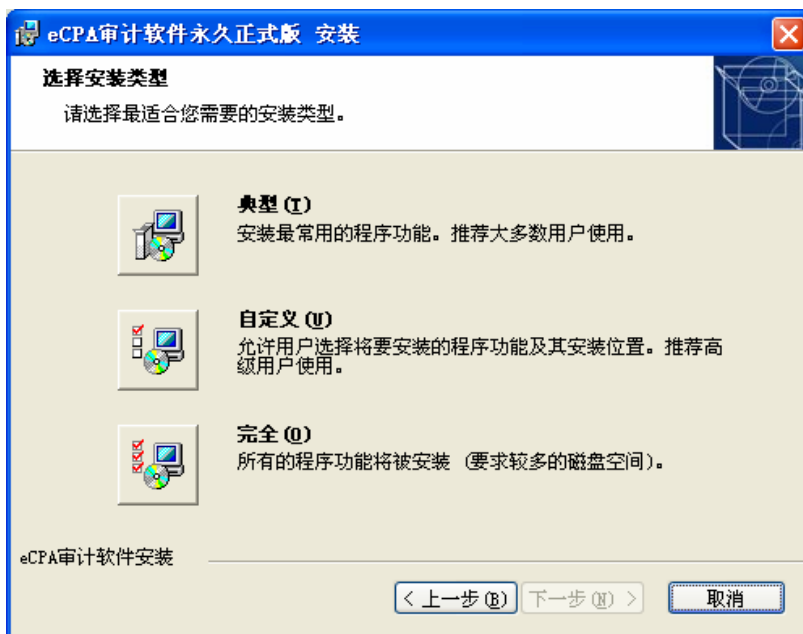 eCPA审计软件永久正式版 安装
选择安装类型
请选择最适合您需要的安装类型。
典型(T)
安装最常用的程序功能。推荐大多数用户使用。
自定义(U)
允许用户选择将要安装的程序功能及其安装位置。推荐高
级用户使用。
完全(O)
所有的程序功能将被安装 (要求较多的磁盘空间)。
eCPA审计软件安装
< 上一步(B) 下一步(N) > 取消